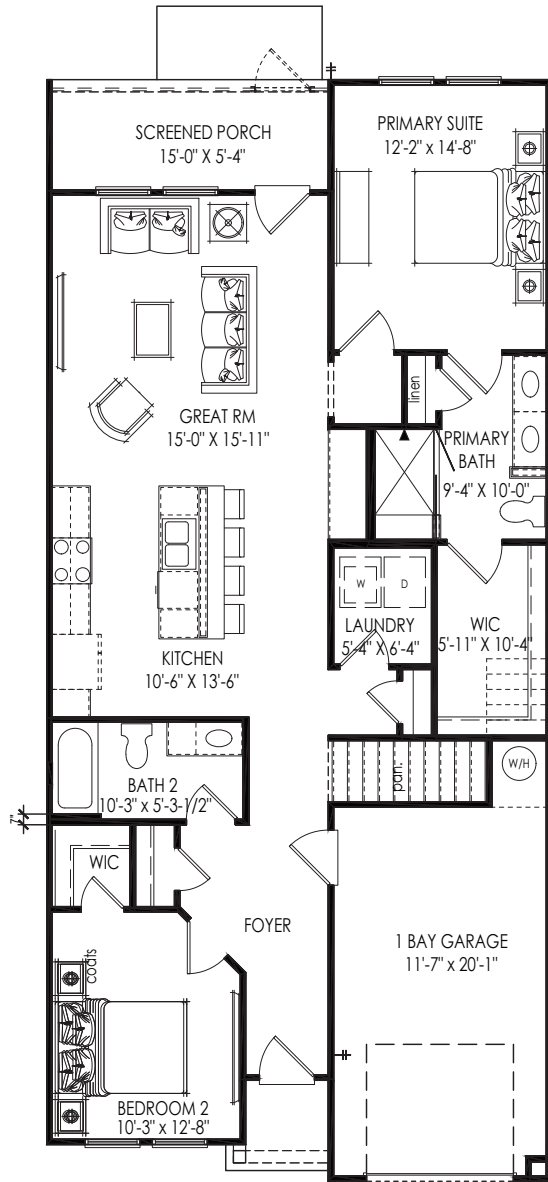 SCREENED PORCH
15'-0" X 5'-4"
PRIMARY SUITE
12'-2" x 14'-8"
GREAT RM
15'-0" X 15'-11"
linen
PRIMARY
BATH
9'-4" X 10'-0"
W
D
LAUNDRY
5'-4" X 6'-4"
WIC
5'-11" X 10'-4"
KITCHEN
10'-6" X 13'-6"
pan.
W/H
BATH 2
10'-3" x 5'-3-1/2"
7"
WIC
coats
FOYER
1 BAY GARAGE
11'-7" x 20'-1"
BEDROOM 2
10'-3" x 12'-8"